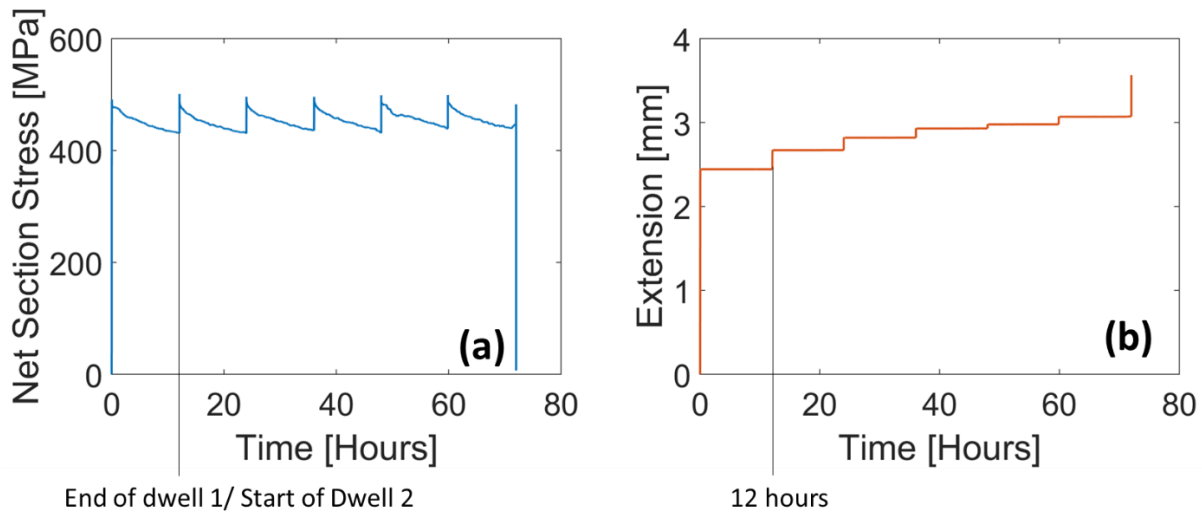 600
400
200
0
Net Section Stress [MPa]
(a)
0 20 40 60 80
Time [Hours]
End of dwell 1/ Start of Dwell 2
4
3
2
1
0
Extension [mm]
(b)
0 20 40 60 80
Time [Hours]
12 hours